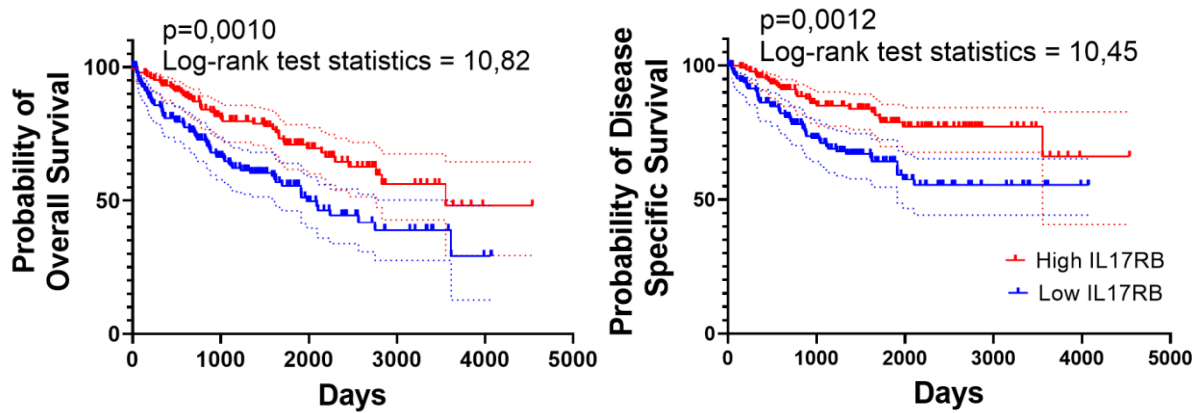 p=0,0010
Log-rank test statistics = 10,82
Probability of
Overall Survival
100
50
0
0 1000 2000 3000 4000 5000
Days
p=0,0012
Log-rank test statistics = 10,45
Probability of Disease
Specific Survival
100
50
0
0 1000 2000 3000 4000 5000
Days
High IL17RB
Low IL17RB